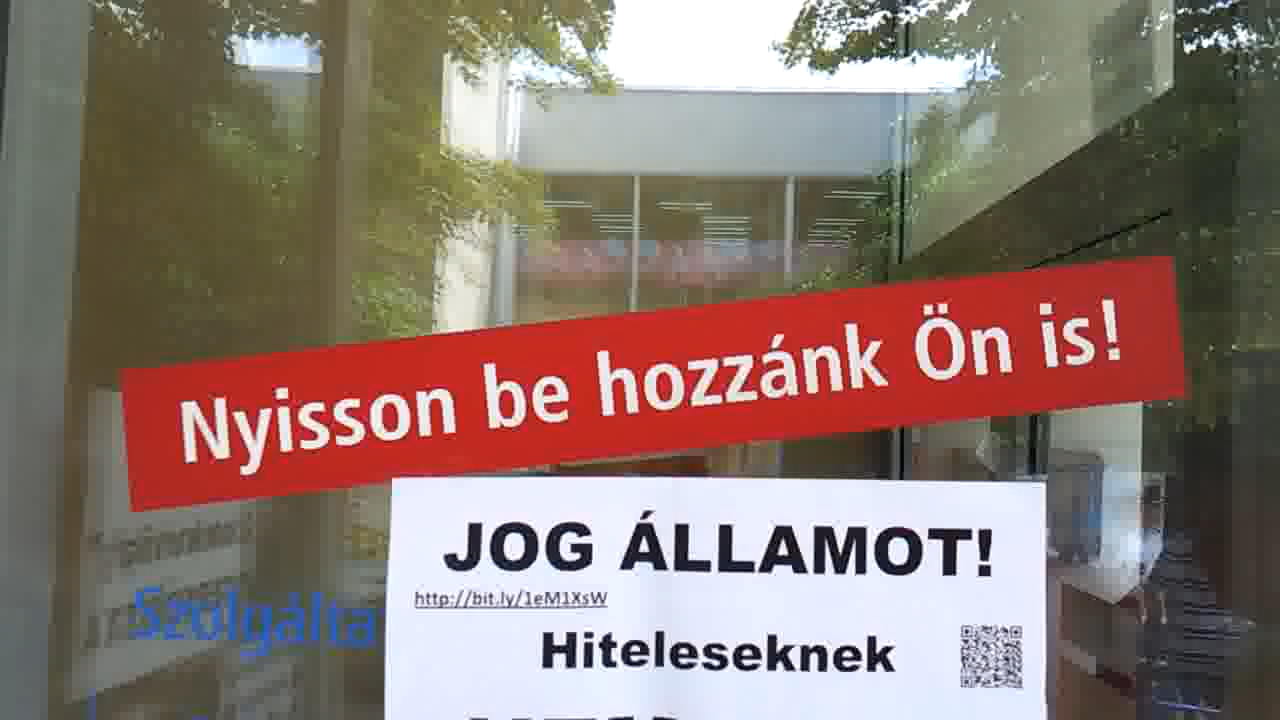 Nyisson be hozzánk Ön is!
JOG ÁLLAMOT!
http://bit.ly/1eM1XsW
Hiteleseknek
Szolgálta